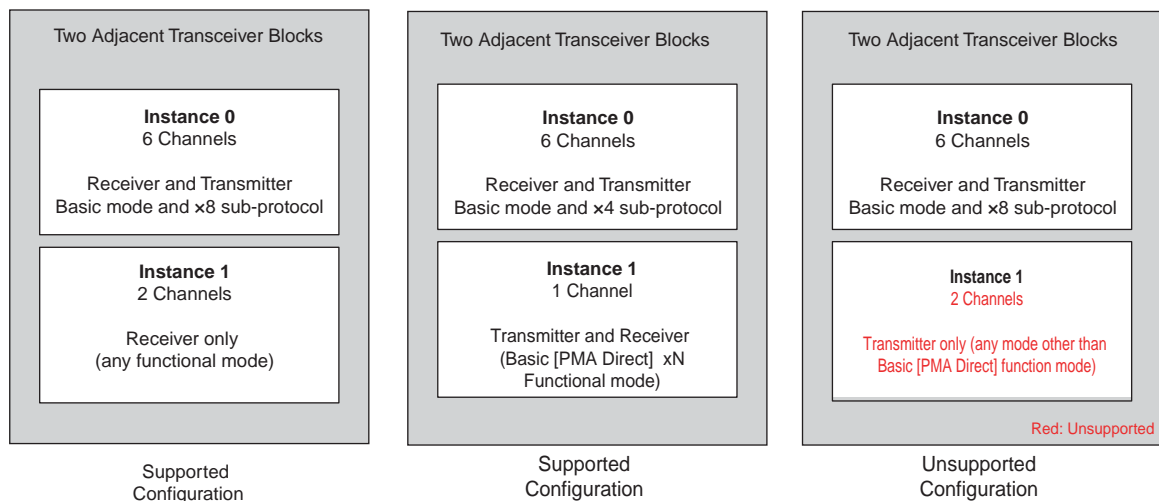 Two Adjacent Transceiver Blocks
Instance 0
6 Channels
Receiver and Transmitter
Basic mode and ×8 sub-protocol
Instance 1
2 Channels
Receiver only
(any functional mode)
Supported
Configuration
Two Adjacent Transceiver Blocks
Instance 0
6 Channels
Receiver and Transmitter
Basic mode and ×4 sub-protocol
Instance 1
1 Channel
Transmitter and Receiver
(Basic [PMA Direct] xN
Functional mode)
Supported
Configuration
Two Adjacent Transceiver Blocks
Instance 0
6 Channels
Receiver and Transmitter
Basic mode and ×8 sub-protocol
Instance 1
2 Channels
Transmitter only (any mode other than
Basic [PMA Direct] function mode)
Red: Unsupported
Unsupported
Configuration